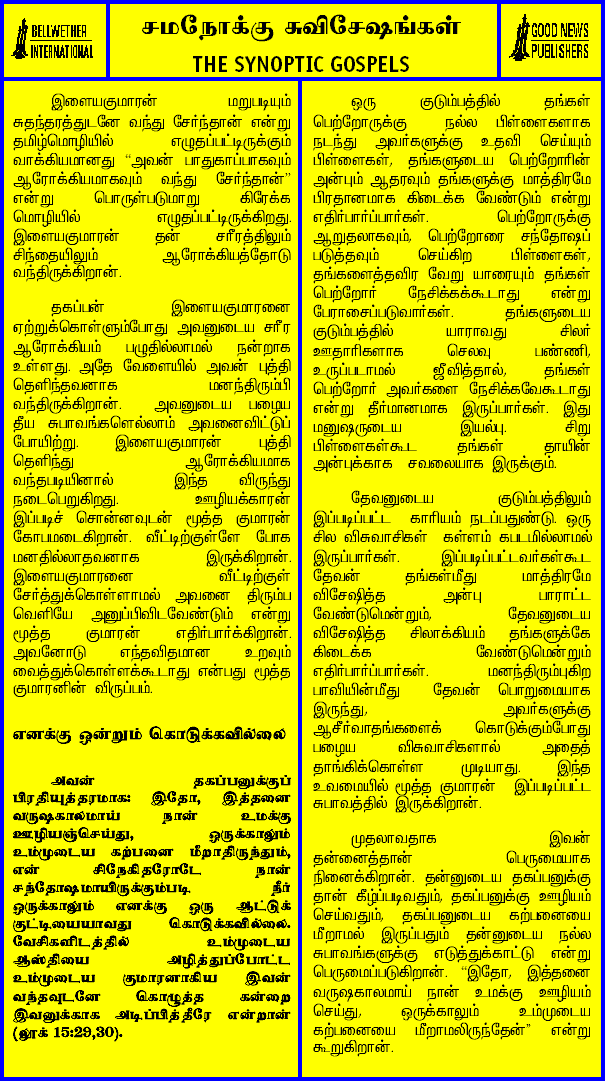 BELLWETHER
INTERNATIONAL
சமநோக்கு சுவிசேஷங்கள்
THE SYNOPTIC GOSPELS
GOOD NEWS
PUBLISHERS
இளையகுமாரன் மறுபடியும்
சுதந்தரத்துடனே வந்து சேர்ந்தான் என்று
தமிழ்மொழியில் எழுதப்பட்டிருக்கும்
வாக்கியமானது “அவன் பாதுகாப்பாகவும்
ஆரோக்கியமாகவும் வந்து சேர்ந்தான்”
என்று பொருள்படுமாறு கிரேக்க
மொழியில் எழுதப்பட்டிருக்கிறது.
இளையகுமாரன் தன் சரீரத்திலும்
சிந்தையிலும் ஆரோக்கியத்தோடு
வந்திருக்கிறான்.
தகப்பன் இளையகுமாரனை
ஏற்றுக்கொள்ளும்போது அவனுடைய சரீர
ஆரோக்கியம் பழுதில்லாமல் நன்றாக
உள்ளது. அதே வேளையில் அவன் புத்தி
தெளிந்தவனாக மனந்திரும்பி
வந்திருக்கிறான். அவனுடைய பழைய
தீய சுபாவங்களெல்லாம் அவனைவிட்டுப்
போயிற்று. இளையகுமாரன் புத்தி
தெளிந்து ஆரோக்கியமாக
வந்தபடியினால் இந்த விருந்து
நடைபெறுகிறது. ஊழியக்காரன்
இப்படிச் சொன்னவுடன் மூத்த குமாரன்
கோபமடைகிறான். வீட்டிற்குள்ளே போக
மனதில்லாதவனாக இருக்கிறான்.
இளையகுமாரனை வீட்டிற்குள்
சேர்த்துக்கொள்ளாமல் அவனை திரும்ப
வெளியே அனுப்பிவிடவேண்டும் என்று
மூத்த குமாரன் எதிர்பார்க்கிறான்.
அவனோடு எந்தவிதமான உறவும்
வைத்துக்கொள்ளக்கூடாது என்பது மூத்த
குமாரனின் விருப்பம்.
எனக்கு ஒன்றும் கொடுக்கவில்லை
அவன் தகப்பனுக்குப்
பிரதியுத்தரமாக: இதோ, இத்தனை
வருஷகாலமாய் நான் உமக்கு
ஊழியஞ்செய்து, ஒருக்காலும்
உம்முடைய கற்பனை மீறாதிருந்தும்,
என் சிநேகிதரோடே நான்
சந்தோஷமாயிருக்கும்படி நீர்
ஒருக்காலும் எனக்கு ஒரு ஆட்டுக்
குட்டியையாவது கொடுக்கவில்லை.
வேசிகளிடத்தில் உம்முடைய
ஆஸ்தியை அழித்துப்போட்ட
உம்முடைய குமாரனாகிய இவன்
வந்தவுடனே கொழுத்த கன்றை
இவனுக்காக அடிப்பித்தீரே என்றான்
(லூக் 15:29,30).
ஒரு குடும்பத்தில் தங்கள்
பெற்றோருக்கு நல்ல பிள்ளைகளாக
நடந்து அவர்களுக்கு உதவி செய்யும்
பிள்ளைகள், தங்களுடைய பெற்றோரின்
அன்பும் ஆதரவும் தங்களுக்கு மாத்திரமே
பிரதானமாக கிடைக்க வேண்டும் என்று
எதிர்பார்ப்பார்கள். பெற்றோருக்கு
ஆறுதலாகவும், பெற்றோரை சந்தோஷப்
படுத்தவும் செய்கிற பிள்ளைகள்,
தங்களைத்தவிர வேறு யாரையும் தங்கள்
பெற்றோர் நேசிக்கக்கூடாது என்று
பேராசைப்படுவார்கள். தங்களுடைய
குடும்பத்தில் யாராவது சிலர்
ஊதாரிகளாக செலவு பண்ணி,
உருப்படாமல் ஜீவித்தால், தங்கள்
பெற்றோர் அவர்களை நேசிக்கவேகூடாது
என்று தீர்மானமாக இருப்பார்கள். இது
மனுஷருடைய இயல்பு. சிறு
பிள்ளைகள்கூட தங்கள் தாயின்
அன்புக்காக சவலையாக இருக்கும்.
தேவனுடைய குடும்பத்திலும்
இப்படிப்பட்ட காரியம் நடப்பதுண்டு. ஒரு
சில விசுவாசிகள் கள்ளம் கபடமில்லாமல்
இருப்பார்கள். இப்படிப்பட்டவர்கள்கூட
தேவன் தங்கள்மீது மாத்திரமே
விசேஷித்த அன்பு பாராட்ட
வேண்டுமென்றும், தேவனுடைய
விசேஷித்த சிலாக்கியம் தங்களுக்கே
கிடைக்க வேண்டுமென்றும்
எதிர்பார்ப்பார்கள். மனந்திரும்புகிற
பாவியின்மீது தேவன் பொறுமையாக
இருந்து, அவர்களுக்கு
ஆசீர்வாதங்களைக் கொடுக்கும்போது
பழைய விசுவாசிகளால் அதைத்
தாங்கிக்கொள்ள முடியாது. இந்த
உவமையில் மூத்த குமாரன் இப்படிப்பட்ட
சுபாவத்தில் இருக்கிறான்.
முதலாவதாக இவன்
தன்னைத்தான் பெருமையாக
நினைக்கிறான். தன்னுடைய தகப்பனுக்கு
தான் கீழ்ப்படிவதும், தகப்பனுக்கு ஊழியம்
செய்வதும், தகப்பனுடைய கற்பனையை
மீறாமல் இருப்பதும் தன்னுடைய நல்ல
சுபாவங்களுக்கு எடுத்துக்காட்டு என்று
பெருமைப்படுகிறான். “இதோ, இத்தனை
வருஷகாலமாய் நான் உமக்கு ஊழியம்
செய்து, ஒருக்காலும் உம்முடைய
கற்பனையை மீறாமலிருந்தேன்” என்று
கூறுகிறான்.